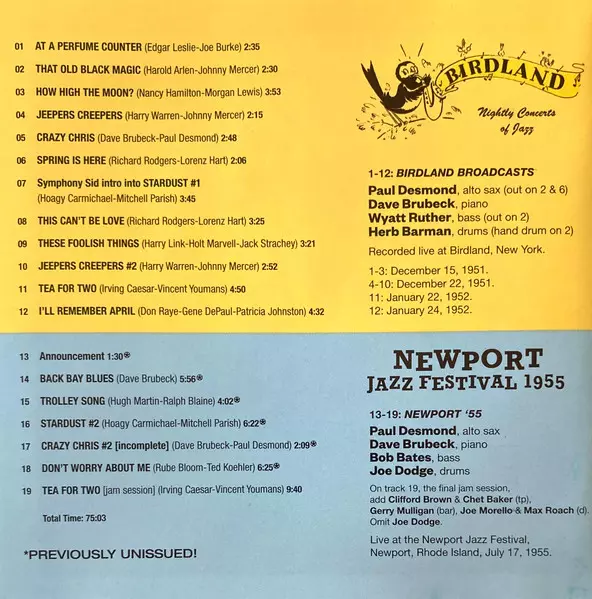 01 AT A PERFUME COUNTER (Edgar Leslie-Joe Burke) 2:35
02 THAT OLD BLACK MAGIC (Harold Arlen-Johnny Mercer) 2:30
03 HOW HIGH THE MOON? (Nancy Hamilton-Morgan Lewis) 3:53
04 JEEPERS CREEPERS (Harry Warren-Johnny Mercer) 2:15
05 CRAZY CHRIS (Dave Brubeck-Paul Desmond) 2:48
06 SPRING IS HERE (Richard Rodgers-Lorenz Hart) 2:06
07 Symphony Sid intro into STARDUST #1
(Hoagy Carmichael-Mitchell Parish) 3:45
08 THIS CAN'T BE LOVE (Richard Rodgers-Lorenz Hart) 3:25
09 THESE FOOLISH THINGS (Harry Link-Holt Marvell-Jack Strachey) 3:21
10 JEEPERS CREEPERS #2 (Harry Warren-Johnny Mercer) 2:52
11 TEA FOR TWO (Irving Caesar-Vincent Youmans) 4:50
12 I'LL REMEMBER APRIL (Don Raye-Gene DePaul-Patricia Johnston) 4:32
BIRDLAND
Nightly Concerts
of Jazz
1-12: BIRDLAND BROADCASTS
Paul Desmond, alto sax (out on 2 & 6)
Dave Brubeck, piano
Wyatt Ruther, bass (out on 2)
Herb Barman, drums (hand drum on 2)
Recorded live at Birdland, New York.
1-3: December 15, 1951.
4-10: December 22, 1951.
11: January 22, 1952.
12: January 24, 1952.
13 Announcement 1:30*
14 BACK BAY BLUES (Dave Brubeck) 5:56*
15 TROLLEY SONG (Hugh Martin-Ralph Blaine) 4:02*
16 STARDUST #2 (Hoagy Carmichael-Mitchell Parish) 6:22*
17 CRAZY CHRIS #2 [incomplete] (Dave Brubeck-Paul Desmond) 2:09*
18 DON'T WORRY ABOUT ME (Rube Bloom-Ted Koehler) 6:25*
19 TEA FOR TWO [jam session] (Irving Caesar-Vincent Youmans) 9:40
Total Time: 75:03
*PREVIOUSLY UNISSUED!
NEWPORT
JAZZ FESTIVAL 1955
13-19: NEWPORT '55
Paul Desmond, alto sax
Dave Brubeck, piano
Bob Bates, bass
Joe Dodge, drums
On track 19, the final jam session,
add Clifford Brown & Chet Baker (tp),
Gerry Mulligan (bar), Joe Morello & Max Roach (d).
Omit Joe Dodge.
Live at the Newport Jazz Festival,
Newport, Rhode Island, July 17, 1955.